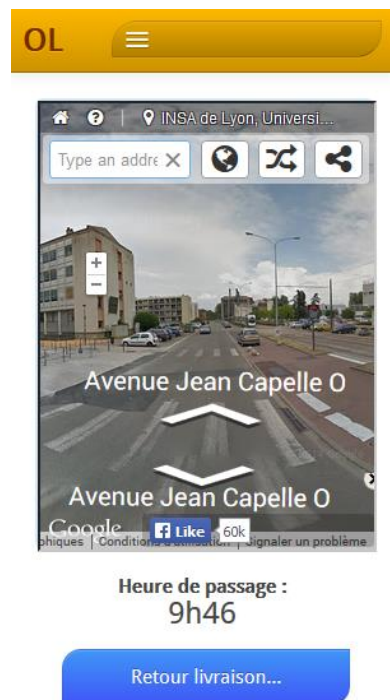 OL
INSA de Lyon, Universi...
Type an addre
Avenue Jean Capelle O
Avenue Jean Capelle O
Google
Like 60k
phiques Conditions d'utilisation Signaler un problème
Heure de passage :
9h46
Retour livraison...